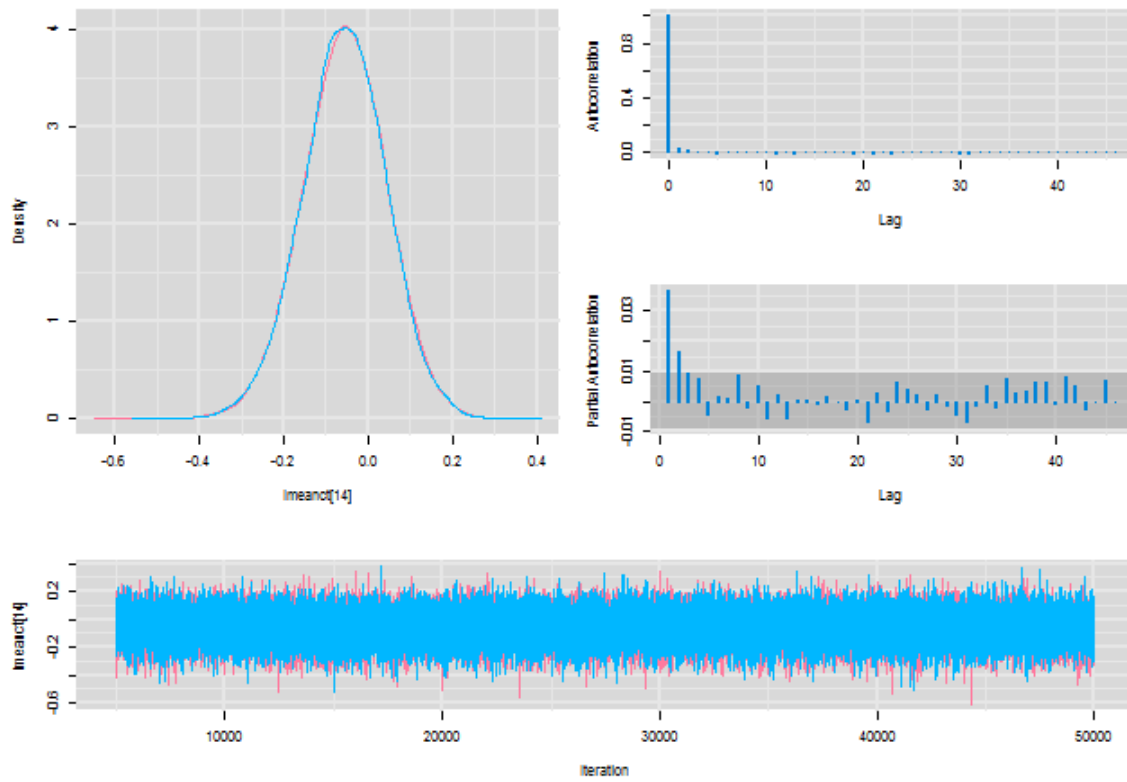 Density
4
3
2
1
0
−0.6 −0.4 −0.2 0.0 0.2 0.4
lmeanct[14]
Autocorrelation
0.8
0.4
0.0
0 10 20 30 40
Lag
Partial Autocorrelation
0.03
0.01
−0.01
0 10 20 30 40
Lag
lmeanct[14]
0.2
−0.2
−0.6
10000 20000 30000 40000 50000
Iteration